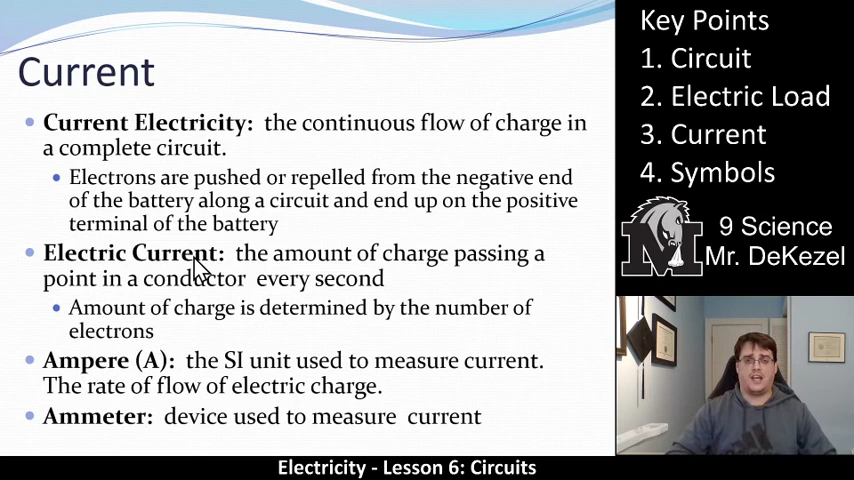 Current
Current Electricity: the continuous flow of charge in
a complete circuit.
Electrons are pushed or repelled from the negative end
of the battery along a circuit and end up on the positive
terminal of the battery
Electric Current: the amount of charge passing a
point in a conductor every second
Amount of charge is determined by the number of
electrons
Ampere (A): the SI unit used to measure current.
The rate of flow of electric charge.
Ammeter: device used to measure current
Key Points
1. Circuit
2. Electric Load
3. Current
4. Symbols
M
9 Science
Mr. DeKezel
Electricity - Lesson 6: Circuits